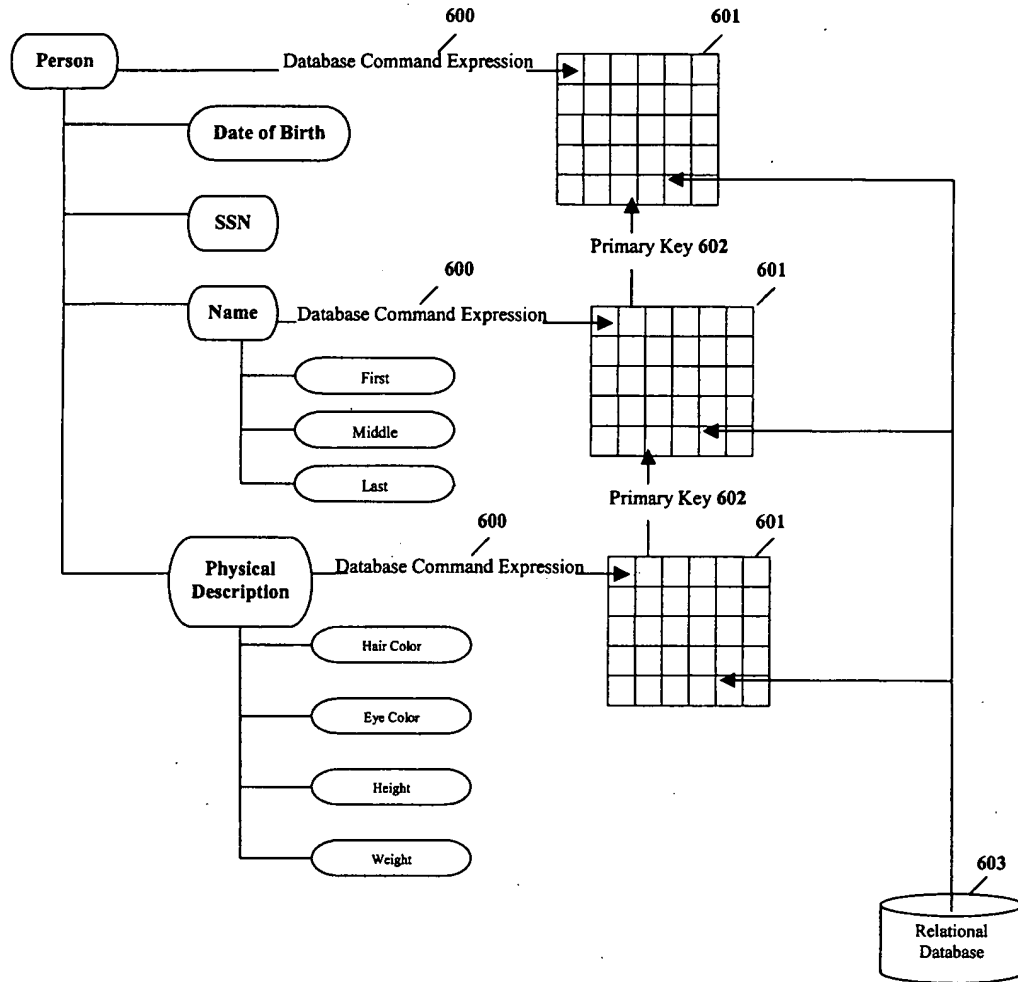 600
601
Person
Database Command Expression
Date of Birth
SSN
Primary Key 602
600
601
Name
Database Command Expression
First
Middle
Last
Primary Key 602
600
601
Physical
Description
Database Command Expression
Hair Color
Eye Color
Height
Weight
603
Relational
Database